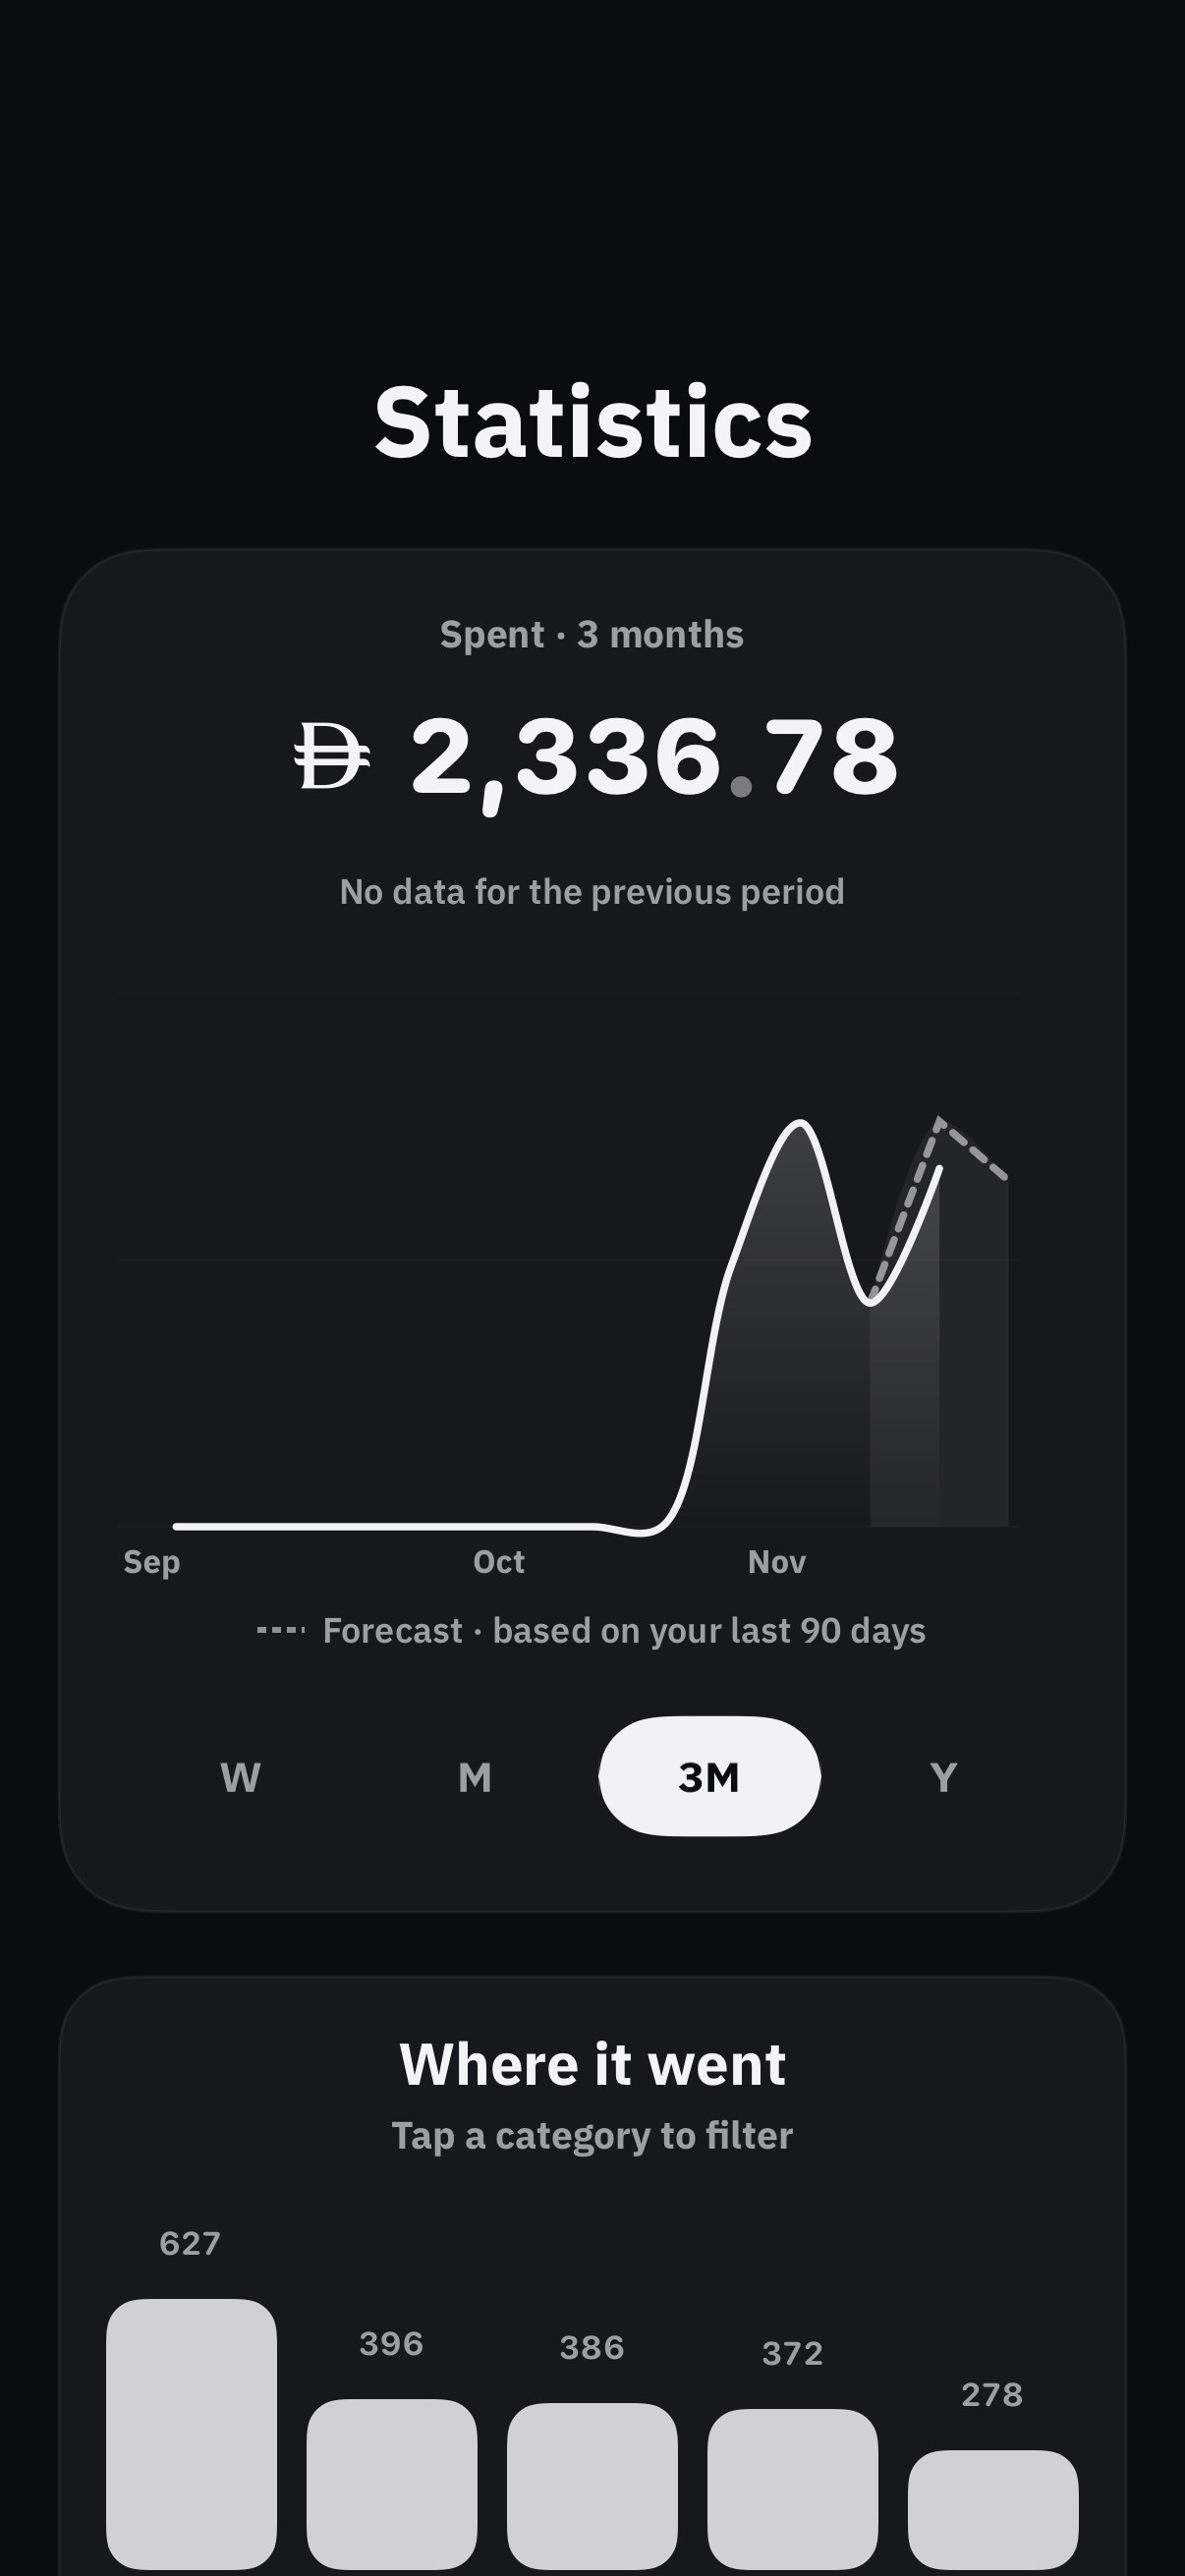 Statistics
Spent · 3 months
 2,336.78
No data for the previous period
Sep Oct Nov
Forecast · based on your last 90 days
W M 3M Y
Where it went
Tap a category to filter
627 396 386 372 278